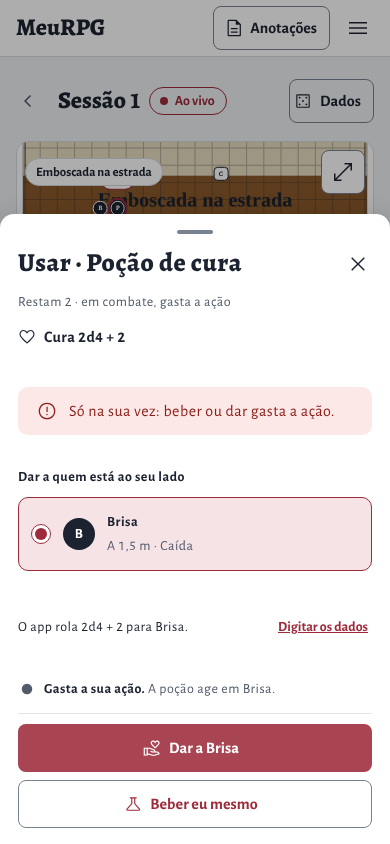 MeuRPG
Anotações
Sessão 1
Ao vivo
Dados
Emboscada na estrada
C
Emboscada na estrada
B
P
Usar · Poção de cura
Restam 2 · em combate, gasta a ação
Cura 2d4 + 2
Só na sua vez: beber ou dar gasta a ação.
Dar a quem está ao seu lado
B
Brisa
A 1,5 m · Caída
O app rola 2d4 + 2 para Brisa.
Digitar os dados
Gasta a sua ação. A poção age em Brisa.
Dar a Brisa
Beber eu mesmo